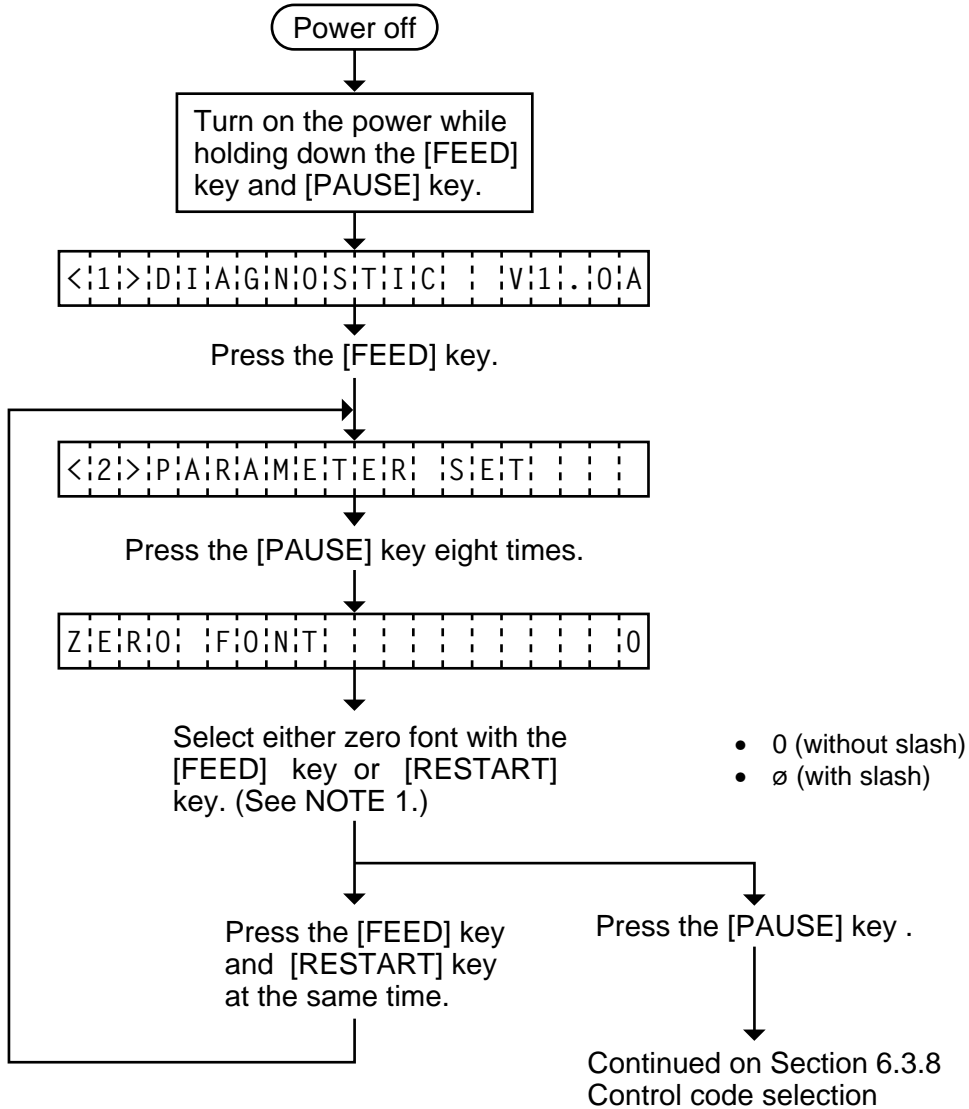 Power off
Turn on the power while
holding down the [FEED]
key and [PAUSE] key.
<1>DIAGNOSTIC  V1.0A
Press the [FEED] key.
<2>PARAMETER SET
Press the [PAUSE] key eight times.
ZERO FONT 0
Select either zero font with the
[FEED] key or [RESTART]
key. (See NOTE 1.)
• 0 (without slash)
• ø (with slash)
Press the [FEED] key
and [RESTART] key
at the same time.
Press the [PAUSE] key .
Continued on Section 6.3.8
Control code selection